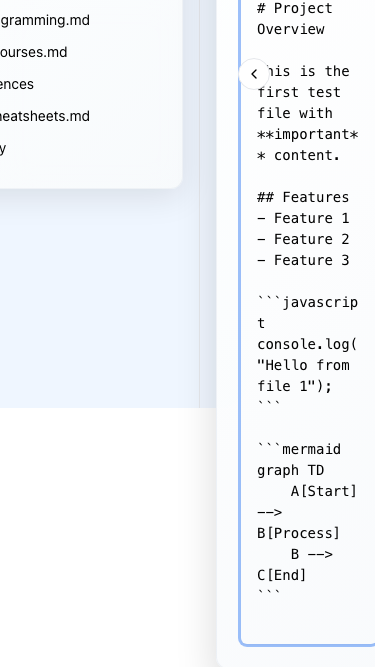 gramming.md
ourses.md
ences
heatsheets.md
y
# Project
Overview
his is the
first test
file with
**important*
* content.
## Features
- Feature 1
- Feature 2
- Feature 3
```javascrip
t
console.log(
"Hello from
file 1");
```
```mermaid
graph TD
    A[Start]
-->
B[Process]
    B -->
C[End]
```